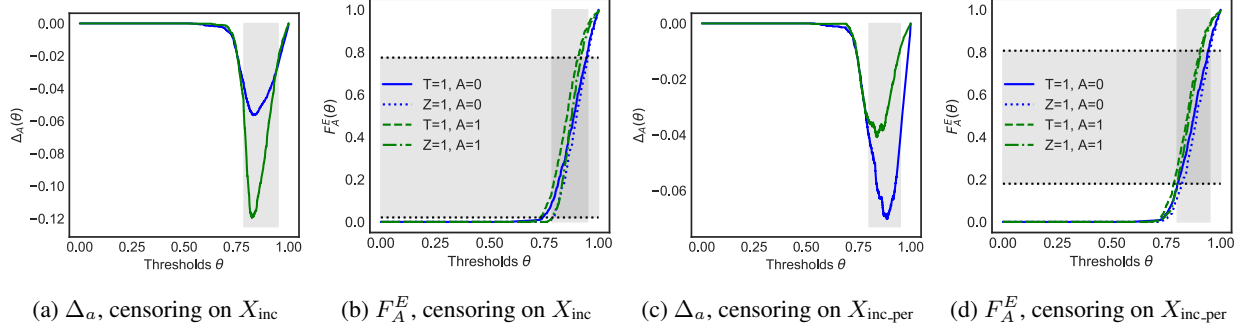 0.00
−0.02
−0.04
−0.06
−0.08
−0.10
−0.12
Δ_A(θ)
0.00 0.25 0.50 0.75 1.00
Thresholds θ
1.0
0.8
0.6
0.4
0.2
0.0
F_A^E(θ)
T=1, A=0
Z=1, A=0
T=1, A=1
Z=1, A=1
0.00 0.25 0.50 0.75 1.00
Thresholds θ
0.00
−0.02
−0.04
−0.06
Δ_A(θ)
0.00 0.25 0.50 0.75 1.00
Thresholds θ
1.0
0.8
0.6
0.4
0.2
0.0
F_A^E(θ)
T=1, A=0
Z=1, A=0
T=1, A=1
Z=1, A=1
0.00 0.25 0.50 0.75 1.00
Thresholds θ
(a) Δ_a, censoring on X_inc
(b) F_A^E, censoring on X_inc
(c) Δ_a, censoring on X_inc_per
(d) F_A^E, censoring on X_inc_per